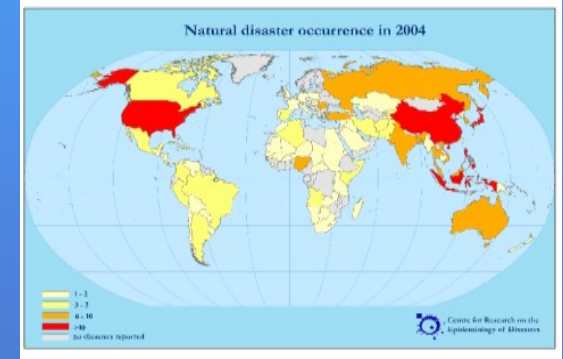 Natural disaster occurrence in 2004
1 - 2
3 - 5
6 - 10
>10
no disasters reported
Centre for Research on the
Epidemiology of Disasters